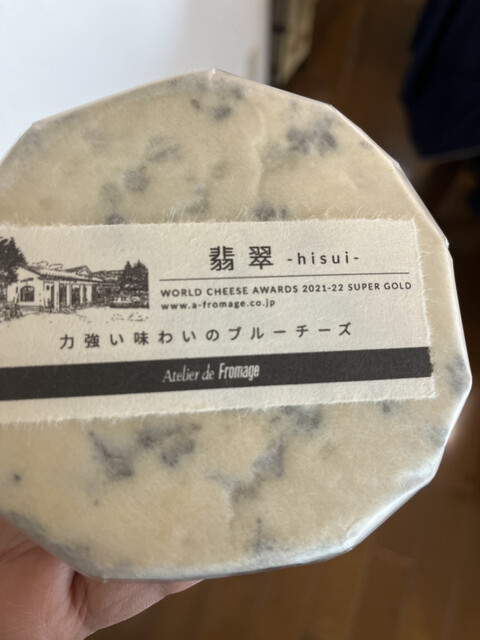 翡翠 -hisui-
WORLD CHEESE AWARDS 2021-22 SUPER GOLD
www.a-fromage.co.jp
力強い味わいのブルーチーズ
Atelier de Fromage